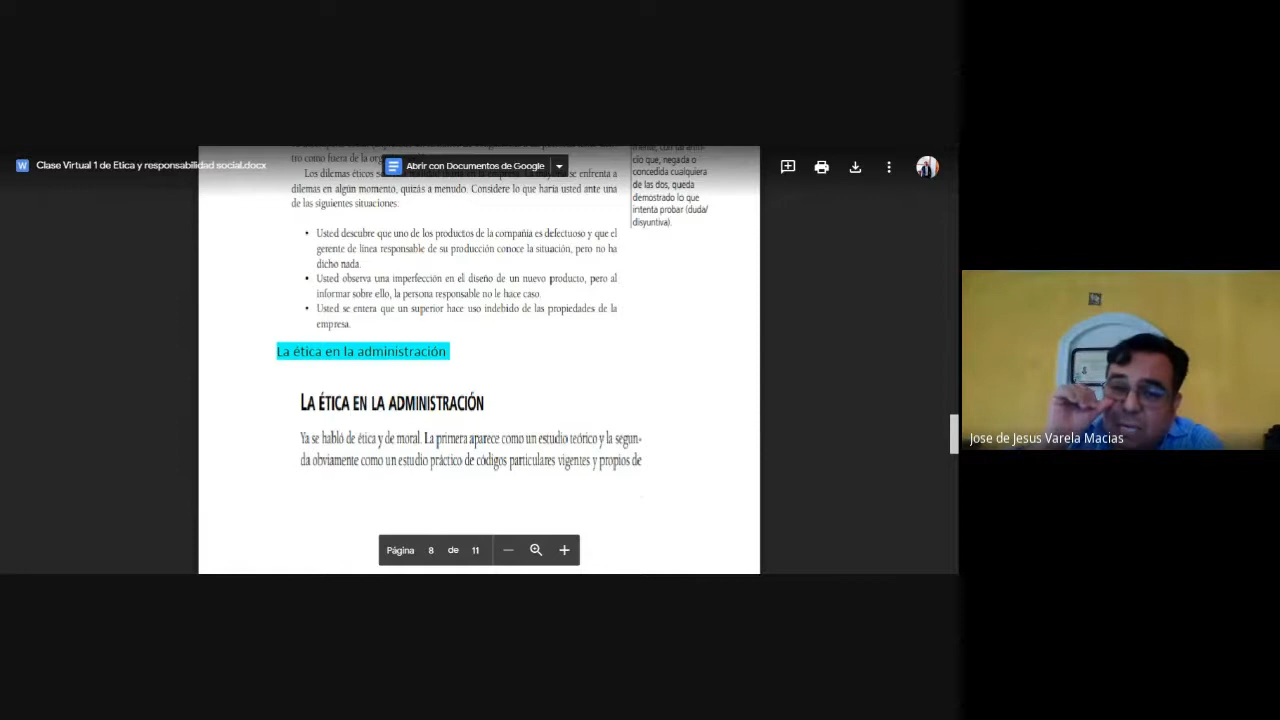 Clase Virtual 1 de Etica y responsabilidad social.docx
Abrir con Documentos de Google
tro como fuera de la
Los dilemas éticos
se enfrenta a
dilemas en algún momento, quizás a menudo. Considere lo que haría usted ante una
de las siguientes situaciones:
cio que, negada o
concedida cualquiera
de las dos, queda
demostrado lo que
intenta probar (duda/
disyuntiva).
• Usted descubre que uno de los productos de la compañía es defectuoso y que el
gerente de línea responsable de su producción conoce la situación, pero no ha
dicho nada.
• Usted observa una imperfección en el diseño de un nuevo producto, pero al
informar sobre ello, la persona responsable no le hace caso.
• Usted se entera que un superior hace uso indebido de las propiedades de la
empresa.
La ética en la administración
LA ÉTICA EN LA ADMINISTRACIÓN
Ya se habló de ética y de moral. La primera aparece como un estudio teórico y la segun-
da obviamente como un estudio práctico de códigos particulares vigentes y propios de
Página 8 de 11
Jose de Jesus Varela Macias